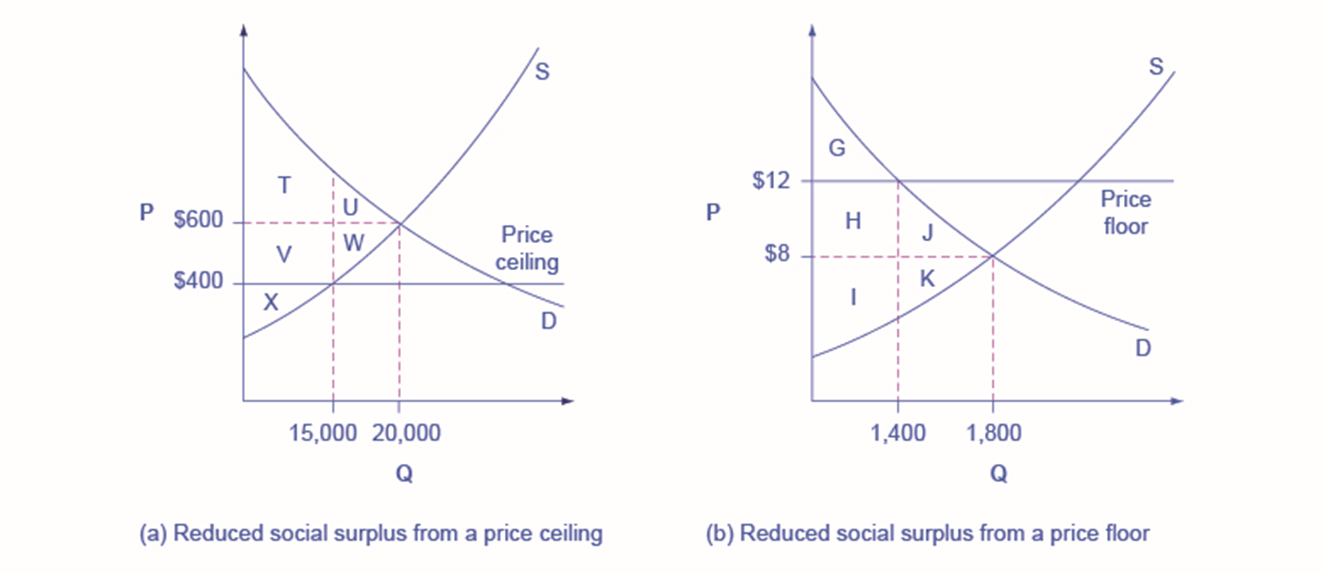 S
T
U
P
$600
W
Price
ceiling
V
$400
X
D
15,000 20,000
Q
(a) Reduced social surplus from a price ceiling
S
G
$12
Price
floor
P
H
J
$8
K
I
D
1,400 1,800
Q
(b) Reduced social surplus from a price floor